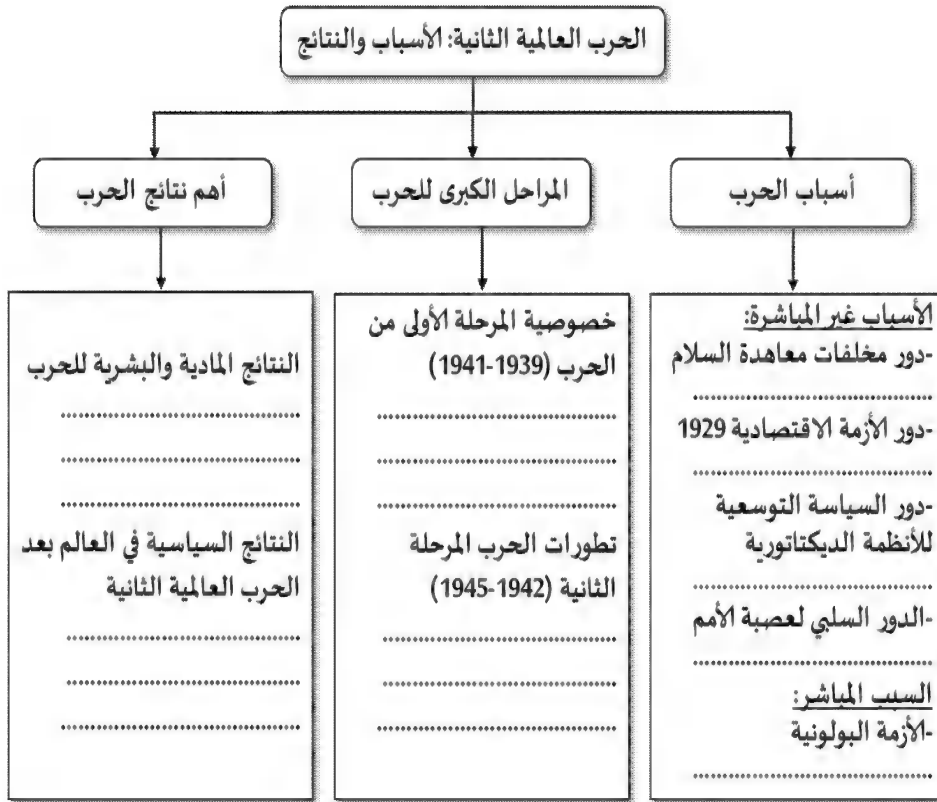 الحرب العالمية الثانية: الأسباب والنتائج
أسباب الحرب
المراحل الكبرى للحرب
أهم نتائج الحرب
الأسباب غير المباشرة:
-دور مخلفات معاهدة السلام
........................................
-دور الأزمة الاقتصادية 1929
........................................
-دور السياسة التوسعية
للأنظمة الديكتاتورية
........................................
-الدور السلبي لعصبة الأمم
........................................
السبب المباشر:
-الأزمة البولونية
........................................
خصوصية المرحلة الأولى من
الحرب (1939-1941)
........................................
........................................
........................................
تطورات الحرب المرحلة
الثانية (1942-1945)
........................................
........................................
........................................
النتائج المادية والبشرية للحرب
........................................
........................................
........................................
النتائج السياسية في العالم بعد
الحرب العالمية الثانية
........................................
........................................
........................................